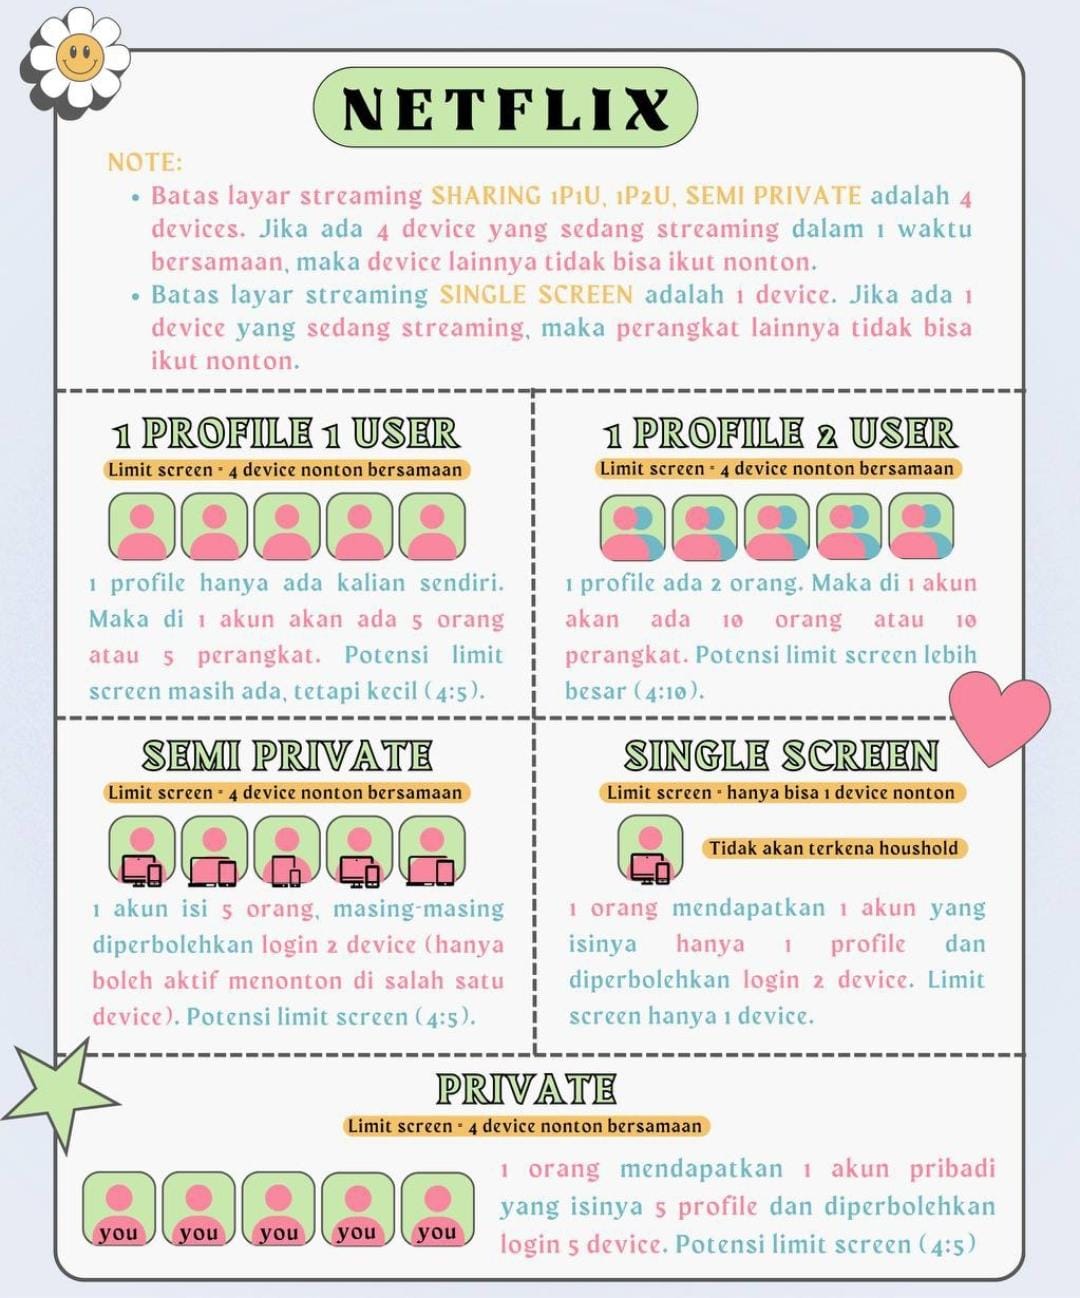 NETFLIX
NOTE:
• Batas layar streaming SHARING 1P1U, 1P2U, SEMI PRIVATE adalah 4
devices. Jika ada 4 device yang sedang streaming dalam 1 waktu
bersamaan, maka device lainnya tidak bisa ikut nonton.
• Batas layar streaming SINGLE SCREEN adalah 1 device. Jika ada 1
device yang sedang streaming, maka perangkat lainnya tidak bisa
ikut nonton.
1 PROFILE 1 USER
Limit screen = 4 device nonton bersamaan
1 profile hanya ada kalian sendiri.
Maka di 1 akun akan ada 5 orang
atau 5 perangkat. Potensi limit
screen masih ada, tetapi kecil (4:5).
1 PROFILE 2 USER
Limit screen = 4 device nonton bersamaan
1 profile ada 2 orang. Maka di 1 akun
akan ada 10 orang atau 10
perangkat. Potensi limit screen lebih
besar (4:10).
SEMI PRIVATE
Limit screen = 4 device nonton bersamaan
1 akun isi 5 orang, masing-masing
diperbolehkan login 2 device (hanya
boleh aktif menonton di salah satu
device). Potensi limit screen (4:5).
SINGLE SCREEN
Limit screen = hanya bisa 1 device nonton
Tidak akan terkena houshold
1 orang mendapatkan 1 akun yang
isinya hanya 1 profile dan
diperbolehkan login 2 device. Limit
screen hanya 1 device.
PRIVATE
Limit screen = 4 device nonton bersamaan
you you you you you
1 orang mendapatkan 1 akun pribadi
yang isinya 5 profile dan diperbolehkan
login 5 device. Potensi limit screen (4:5)